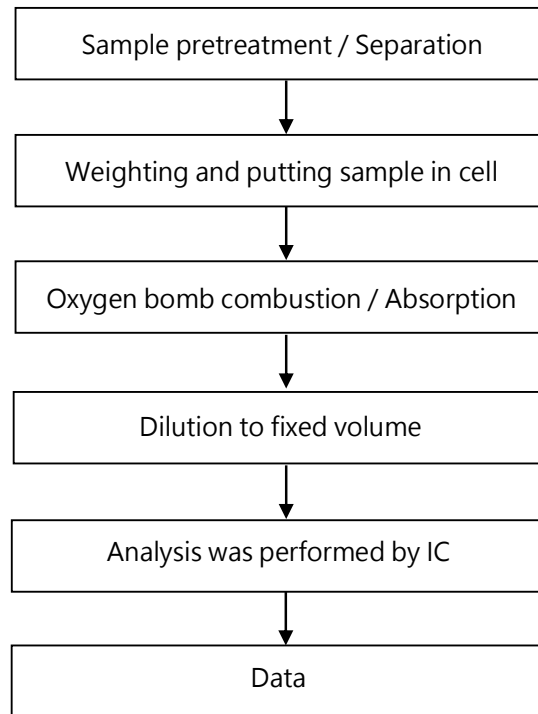 Sample pretreatment / Separation
Weighting and putting sample in cell
Oxygen bomb combustion / Absorption
Dilution to fixed volume
Analysis was performed by IC
Data